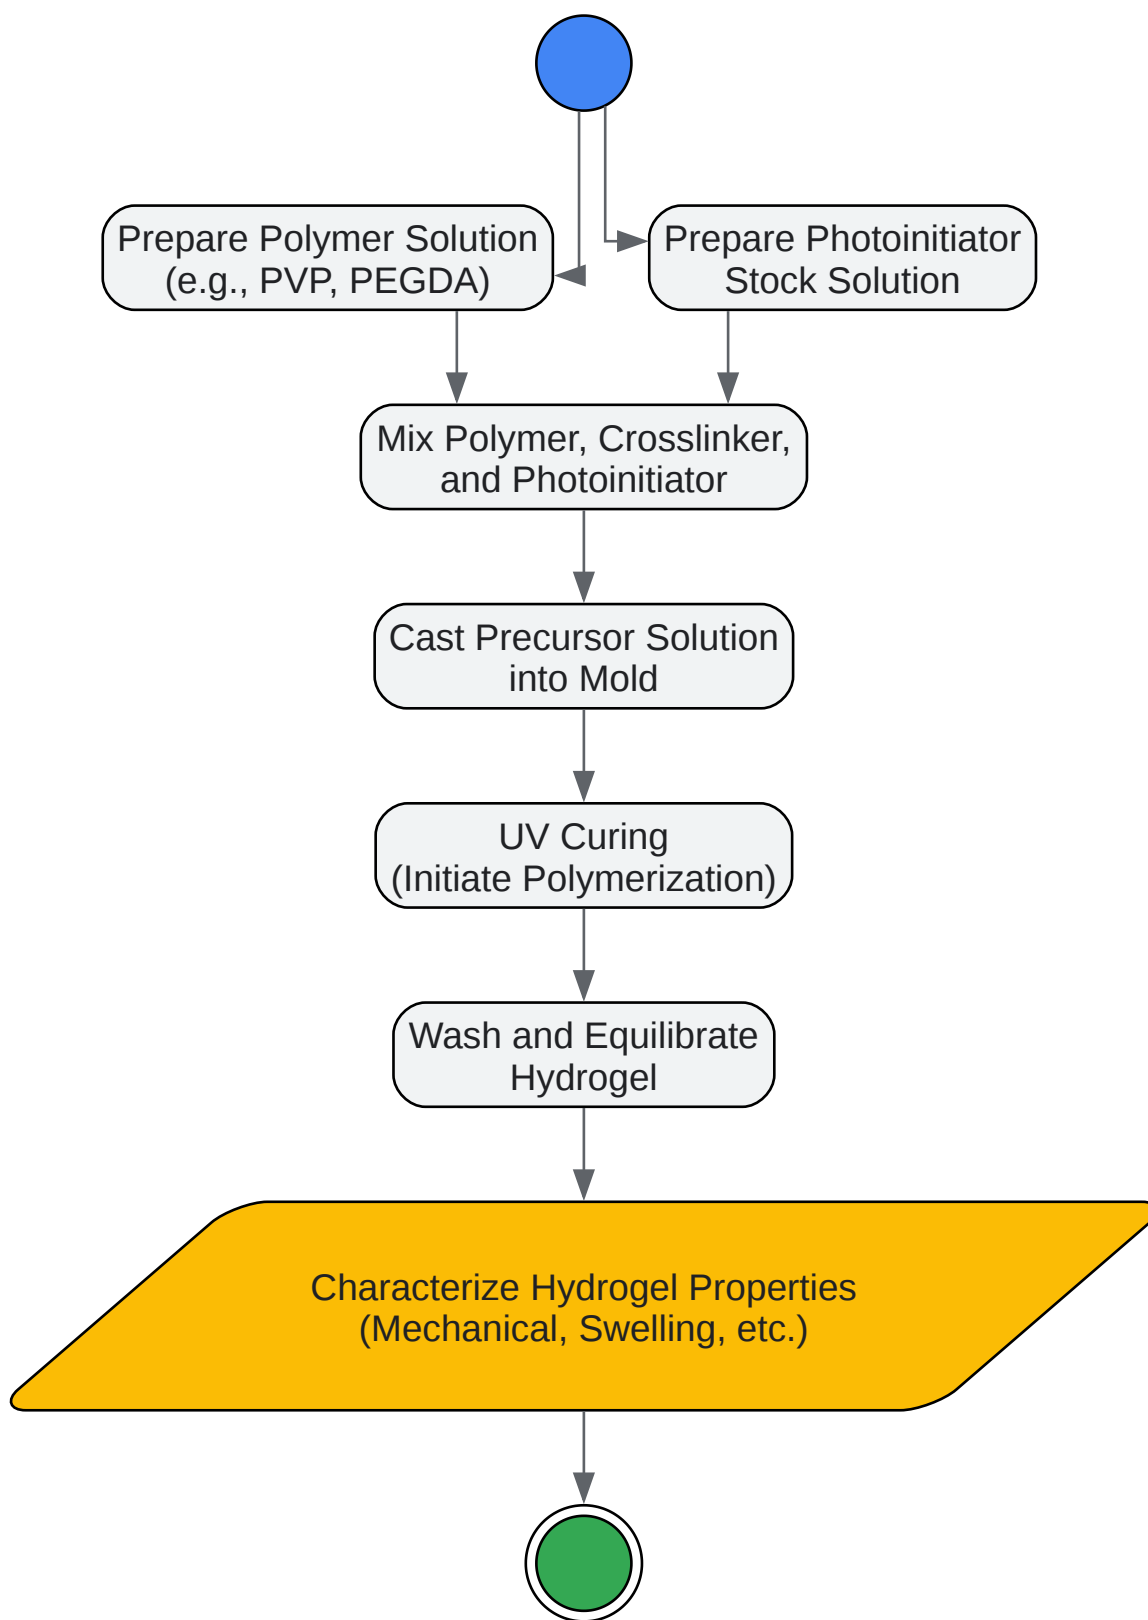 Prepare Polymer Solution
(e.g., PVP, PEGDA)
Prepare Photoinitiator
Stock Solution
Mix Polymer, Crosslinker,
and Photoinitiator
Cast Precursor Solution
into Mold
UV Curing
(Initiate Polymerization)
Wash and Equilibrate
Hydrogel
Characterize Hydrogel Properties
(Mechanical, Swelling, etc.)